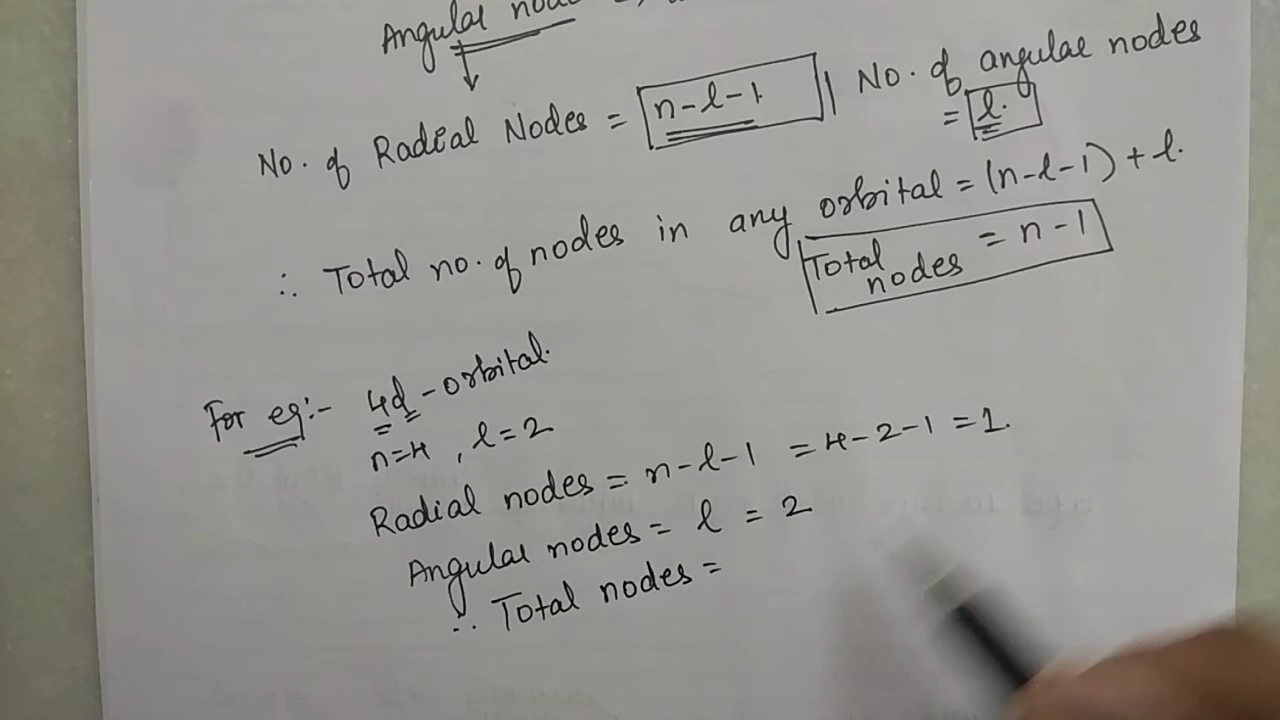 Angular node
No. of Radial Nodes = n-l-1 || No. of angular nodes
= l.
∴ Total no. of nodes in any orbital = (n-l-1) + l.
Total nodes = n-1
For eg:- 4d-orbital.
n=4, l=2
Radial nodes = n-l-1 = 4-2-1 = 1.
Angular nodes = l = 2
∴ Total nodes =